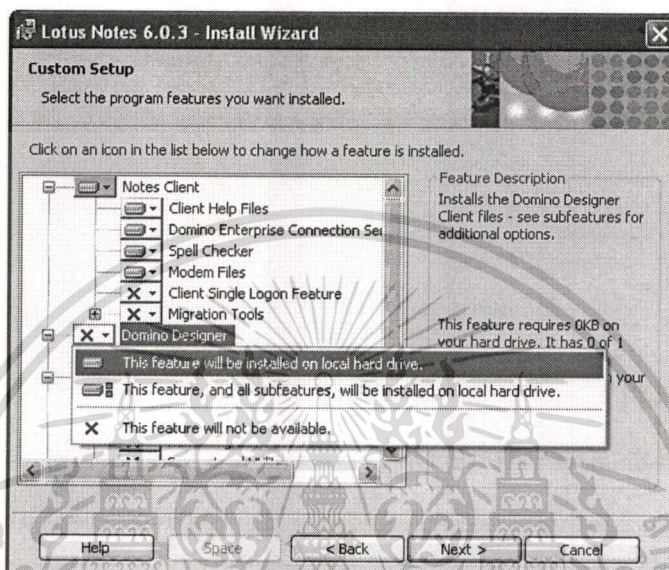 Lotus Notes 6.0.3 - Install Wizard
Custom Setup
Select the program features you want installed.
Click on an icon in the list below to change how a feature is installed.
Notes Client
Client Help Files
Domino Enterprise Connection Ser
Spell Checker
Modem Files
Client Single Logon Feature
Migration Tools
Domino Designer
This feature will be installed on local hard drive.
This feature, and all subfeatures, will be installed on local hard drive.
This feature will not be available.
Feature Description
Installs the Domino Designer
Client files - see subfeatures for
additional options.
This feature requires 0KB on
your hard drive. It has 0 of 1
your
Help
Space
< Back
Next >
Cancel